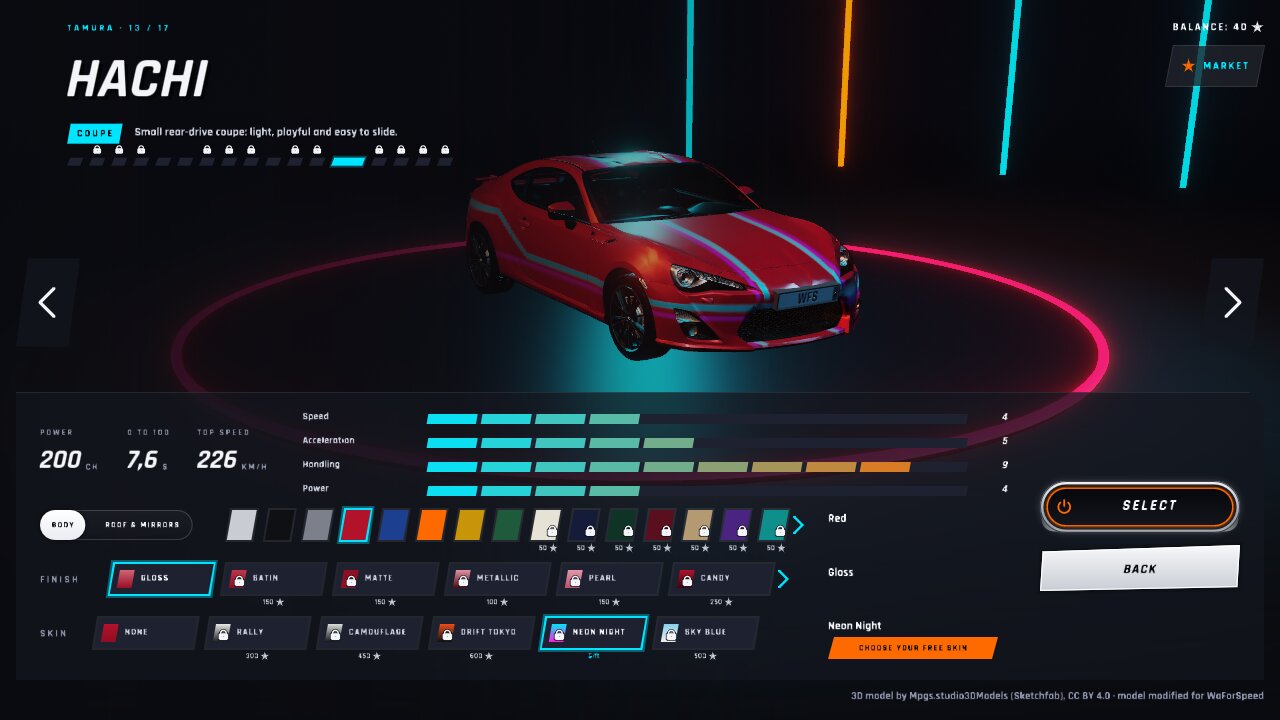 TAMURA · 13 / 17
BALANCE: 40 ★
HACHI
★ MARKET
COUPE Small rear-drive coupe: light, playful and easy to slide.
WFS
Speed 4
POWER 0 TO 100 TOP SPEED
Acceleration 5
200 CH 7,6 S 226 KM/H
Handling 9
Power 4
SELECT
BODY ROOF & MIRRORS
Red
50 ★ 50 ★ 50 ★ 50 ★ 50 ★ 50 ★ 50 ★
BACK
FINISH GLOSS SATIN MATTE METALLIC PEARL CANDY
Gloss
150 ★ 150 ★ 100 ★ 150 ★ 250 ★
SKIN NONE RALLY CAMOUFLAGE DRIFT TOKYO NEON NIGHT SKY BLUE
Neon Night
CHOOSE YOUR FREE SKIN
300 ★ 450 ★ 600 ★ Gift 500 ★
3D model by Mpgs.studio3DModels (Sketchfab), CC BY 4.0 · model modified for WaForSpeed